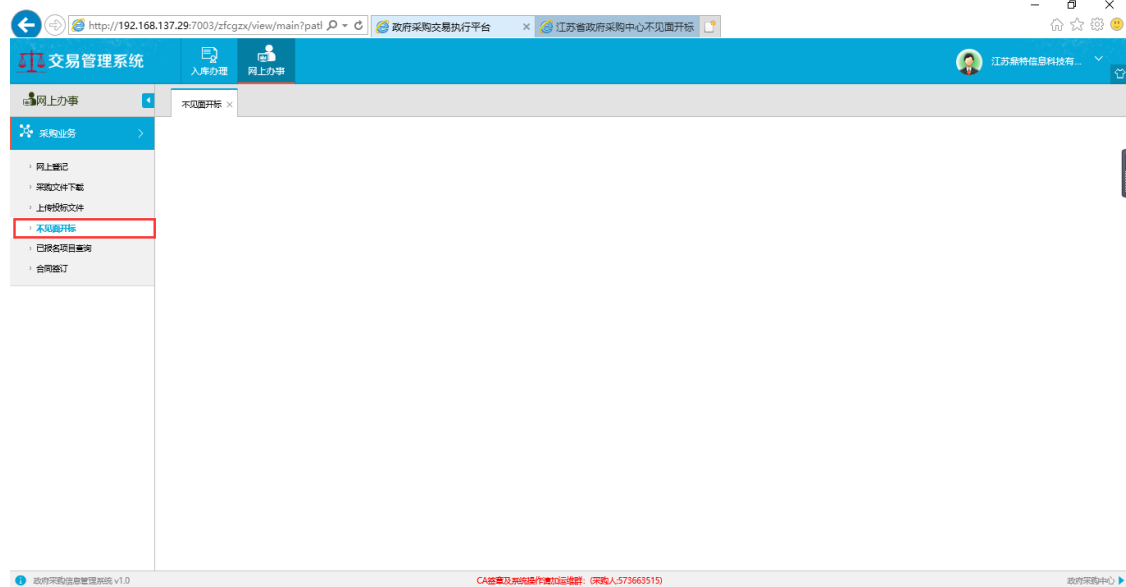 http://192.168.137.29:7003/zfcgzx/view/main?patl
政府采购交易执行平台
江苏省政府采购中心不见面开标
交易管理系统
入库办理
网上办事
江苏鼎特信息科技有...
网上办事
不见面开标
采购业务
网上登记
采购文件下载
上传投标文件
不见面开标
已报名项目查询
合同签订
政府采购信息管理系统 v1.0
CA签章及系统操作请加运维群：(采购人:573663515)
政府采购中心